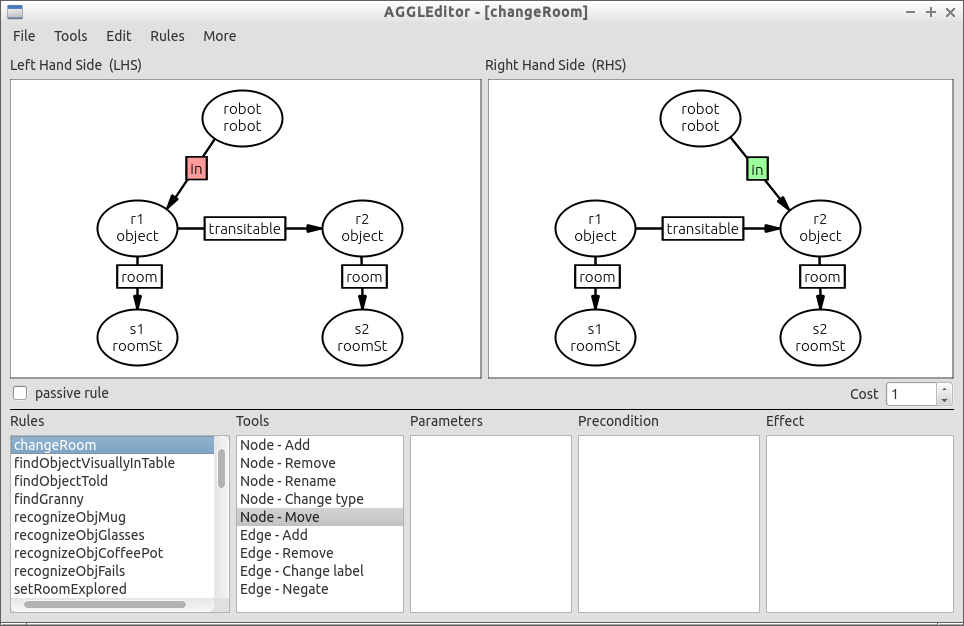 AGGLEditor - [changeRoom]
File Tools Edit Rules More
Left Hand Side (LHS)
Right Hand Side (RHS)
robot
robot
in
r1
object
transitable
r2
object
room
room
s1
roomSt
s2
roomSt
robot
robot
in
r1
object
transitable
r2
object
room
room
s1
roomSt
s2
roomSt
passive rule
Cost 1
Rules
changeRoom
findObjectVisuallyInTable
findObjectTold
findGranny
recognizeObjMug
recognizeObjGlasses
recognizeObjCoffeePot
recognizeObjFails
setRoomExplored
Tools
Node - Add
Node - Remove
Node - Rename
Node - Change type
Node - Move
Edge - Add
Edge - Remove
Edge - Change label
Edge - Negate
Parameters
Precondition
Effect